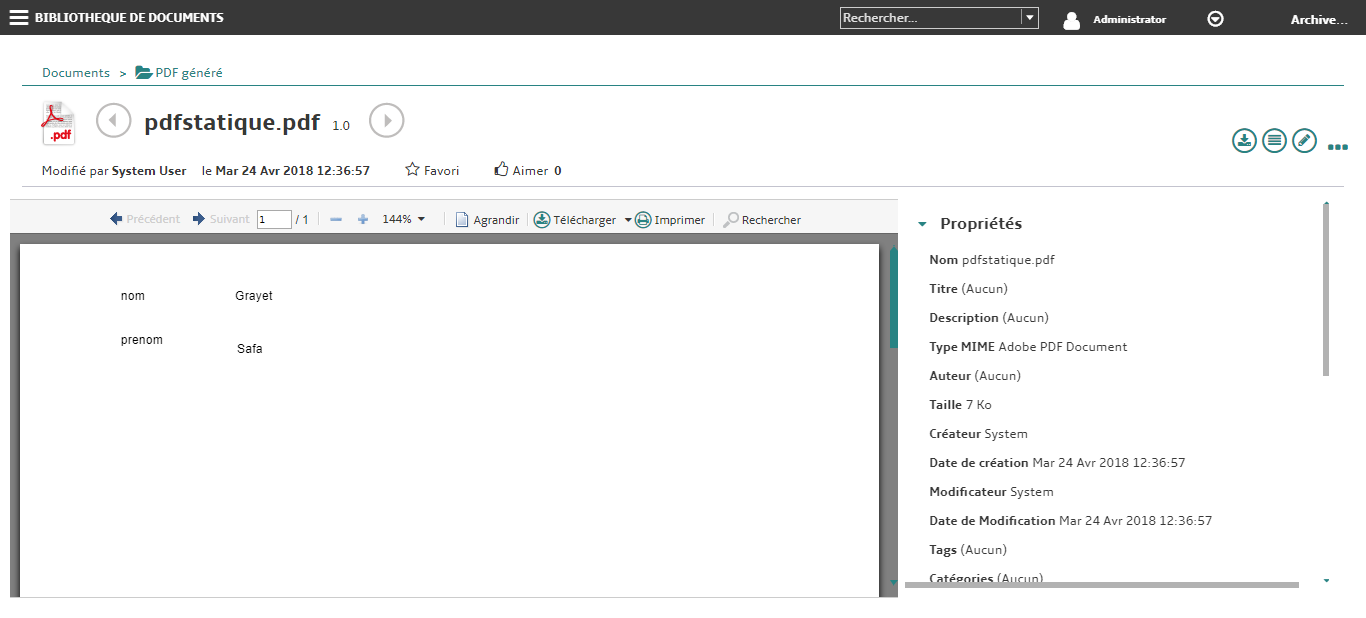 BIBLIOTHEQUE DE DOCUMENTS Rechercher... Administrator Archive...
Documents > PDF généré
.pdf pdfstatique.pdf 1.0
Modifié par System User le Mar 24 Avr 2018 12:36:57 Favori Aimer 0
Précédent Suivant 1 / 1 144% Agrandir Télécharger Imprimer Rechercher
nom Grayet
prenom
Safa
Propriétés
Nom pdfstatique.pdf
Titre (Aucun)
Description (Aucun)
Type MIME Adobe PDF Document
Auteur (Aucun)
Taille 7 Ko
Créateur System
Date de création Mar 24 Avr 2018 12:36:57
Modificateur System
Date de Modification Mar 24 Avr 2018 12:36:57
Tags (Aucun)
Catégories (Aucun)